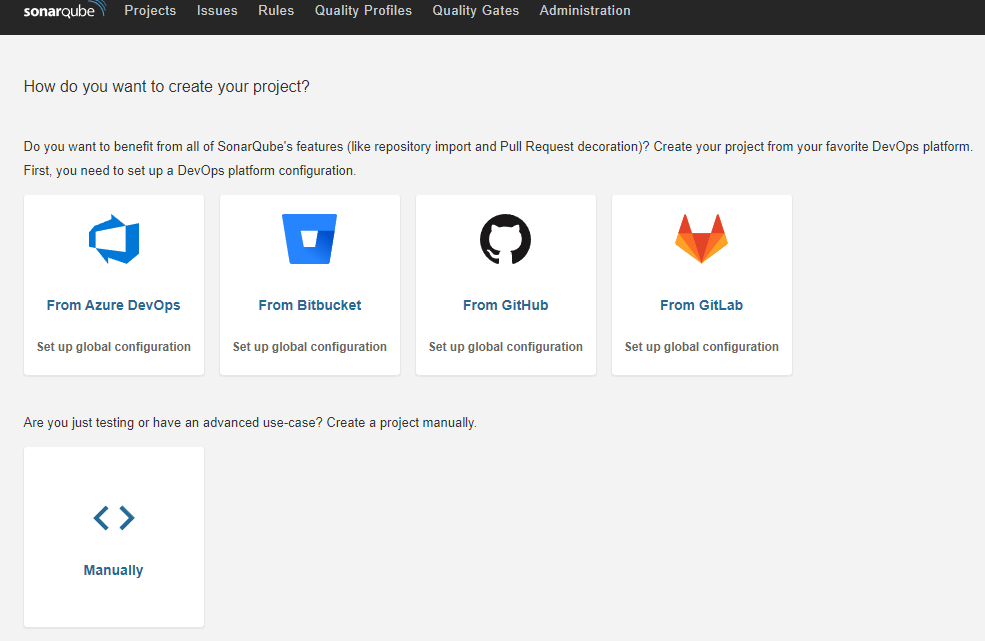 sonarqube Projects Issues Rules Quality Profiles Quality Gates Administration
How do you want to create your project?
Do you want to benefit from all of SonarQube's features (like repository import and Pull Request decoration)? Create your project from your favorite DevOps platform.
First, you need to set up a DevOps platform configuration.
From Azure DevOps From Bitbucket From GitHub From GitLab
Set up global configuration Set up global configuration Set up global configuration Set up global configuration
Are you just testing or have an advanced use-case? Create a project manually.
Manually